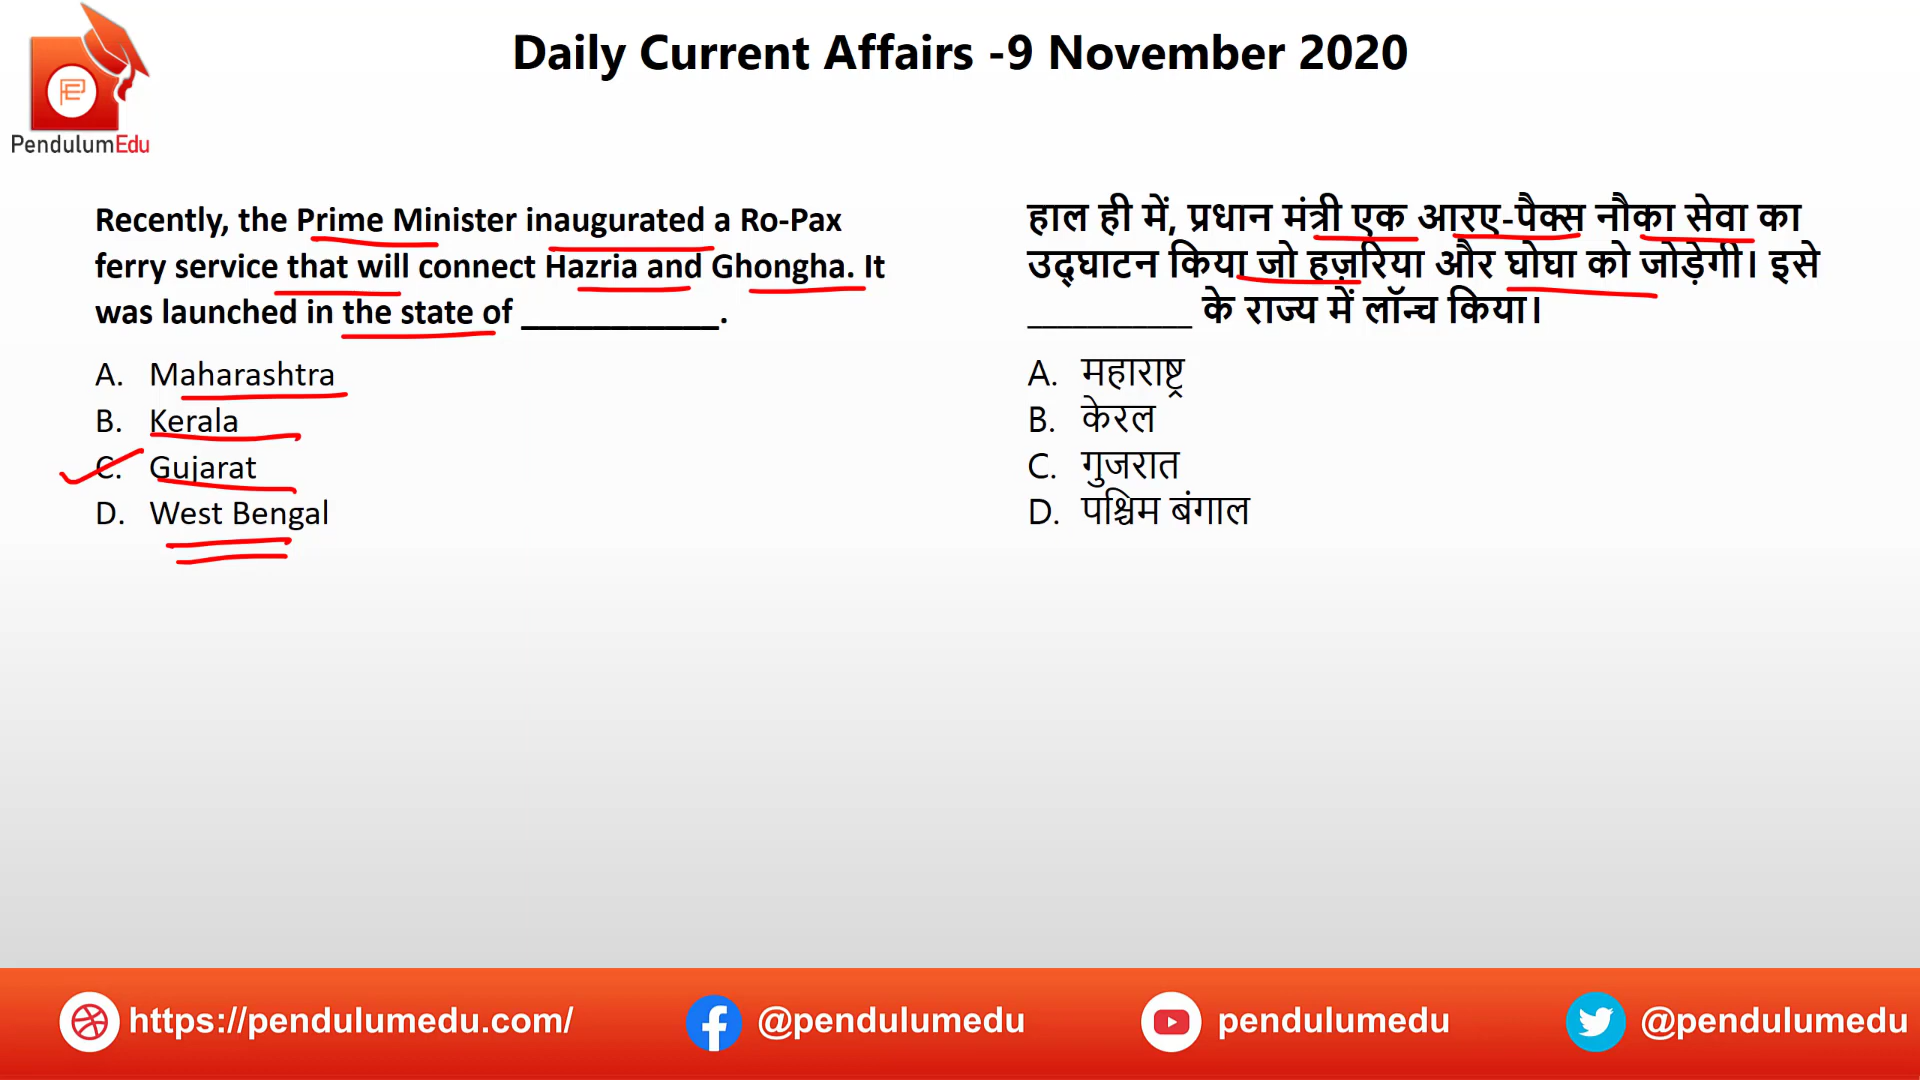 Daily Current Affairs -9 November 2020
PendulumEdu
Recently, the Prime Minister inaugurated a Ro-Pax
ferry service that will connect Hazria and Ghongha. It
was launched in the state of ___________.
A. Maharashtra
B. Kerala
C. Gujarat
D. West Bengal
हाल ही में, प्रधान मंत्री एक आरए-पैक्स नौका सेवा का
उद्घाटन किया जो हज़रिया और घोघा को जोड़ेगी। इसे
__________ के राज्य में लॉन्च किया।
A. महाराष्ट्र
B. केरल
C. गुजरात
D. पश्चिम बंगाल
https://pendulumedu.com/
@pendulumedu
pendulumedu
@pendulumedu